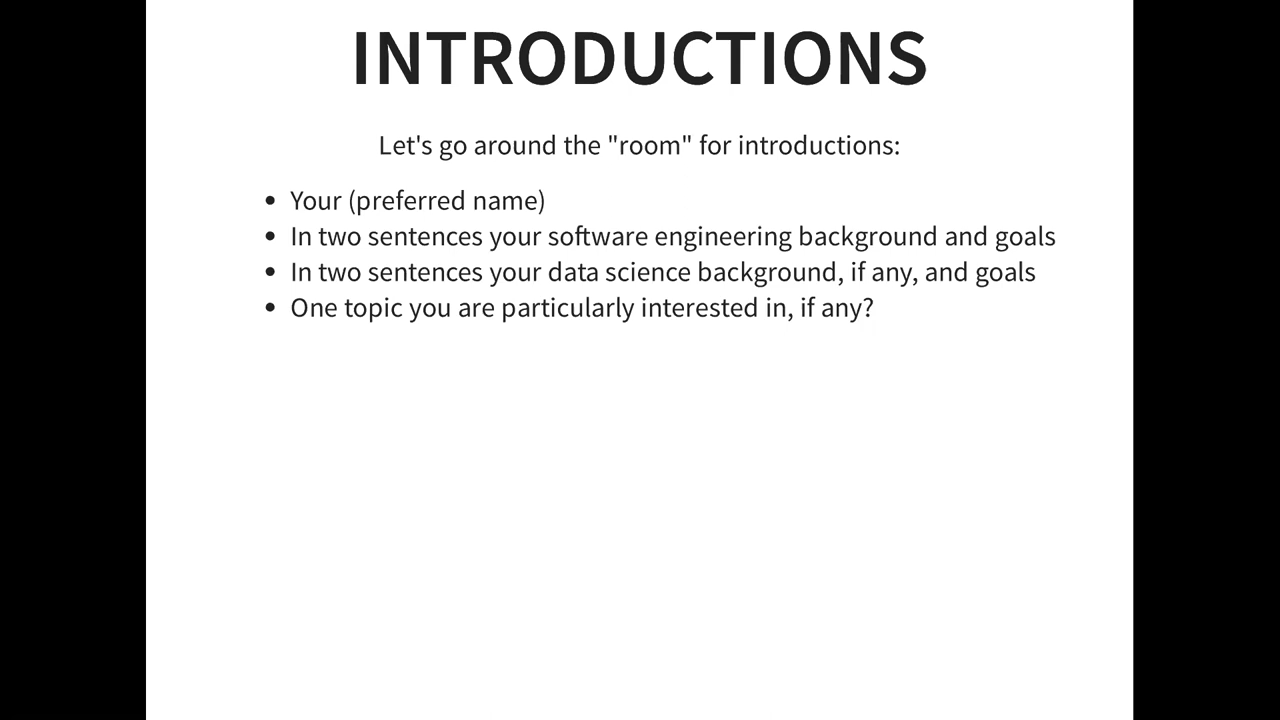 INTRODUCTIONS
Let's go around the "room" for introductions:
• Your (preferred name)
• In two sentences your software engineering background and goals
• In two sentences your data science background, if any, and goals
• One topic you are particularly interested in, if any?